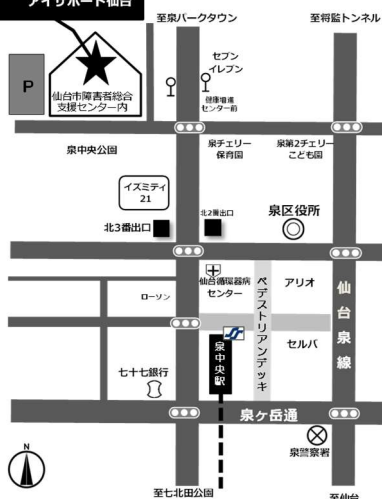 アイサポート仙台
至泉パークタウン
至将監トンネル
セブン
イレブン
P
仙台市障害者総合
支援センター内
健康増進
センター前
泉中央公園
泉チェリー
保育園
泉第2チェリー
こども園
イズミティ
21
北3番出口
北2番出口
泉区役所
仙台循環器病
センター
ペデストリアンデッキ
アリオ
仙台泉線
ローソン
セルバ
泉中央駅
七十七銀行
泉ケ岳通
泉警察署
N
至七北田公園
至仙台